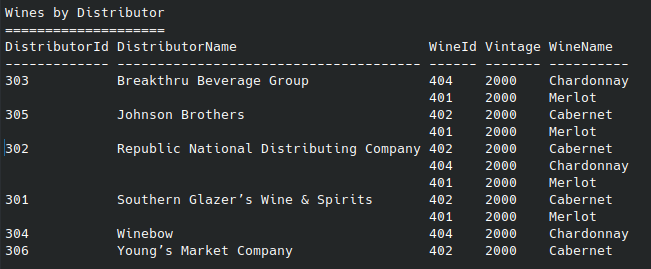 Wines by Distributor
====================
DistributorId DistributorName                        WineId Vintage WineName
------------- -------------------------------------- ------ ------- ----------
303           Breakthru Beverage Group               404    2000    Chardonnay
                                                     401    2000    Merlot
305           Johnson Brothers                       402    2000    Cabernet
                                                     401    2000    Merlot
302           Republic National Distributing Company 402    2000    Cabernet
                                                     404    2000    Chardonnay
                                                     401    2000    Merlot
301           Southern Glazer’s Wine & Spirits       402    2000    Cabernet
                                                     401    2000    Merlot
304           Winebow                                404    2000    Chardonnay
306           Young’s Market Company                 402    2000    Cabernet